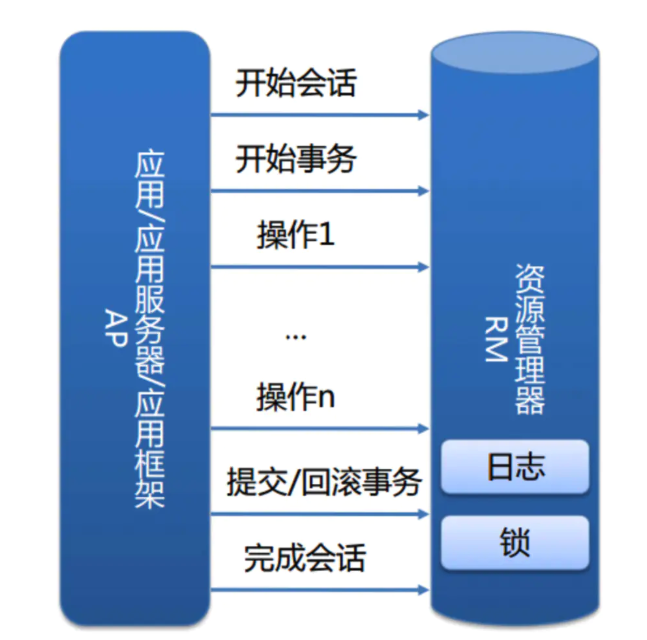 应用/应用服务器/应用框架
AP
开始会话
开始事务
操作1
...
操作n
提交/回滚事务
完成会话
资源管理器
RM
日志
锁